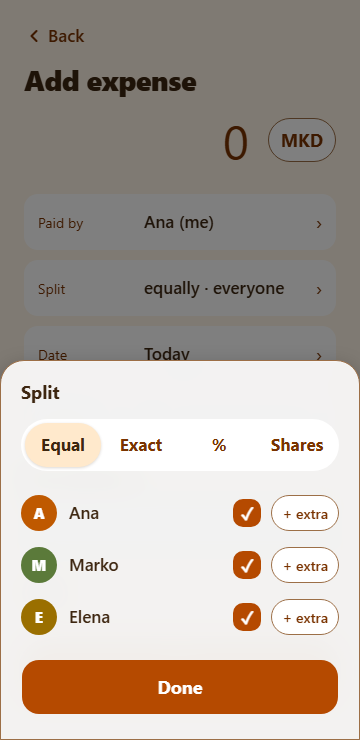 Back
Add expense
0 MKD
Paid by Ana (me) ›
Split equally · everyone ›
Date Today ›
Split
Equal Exact % Shares
A Ana + extra
M Marko + extra
E Elena + extra
Done